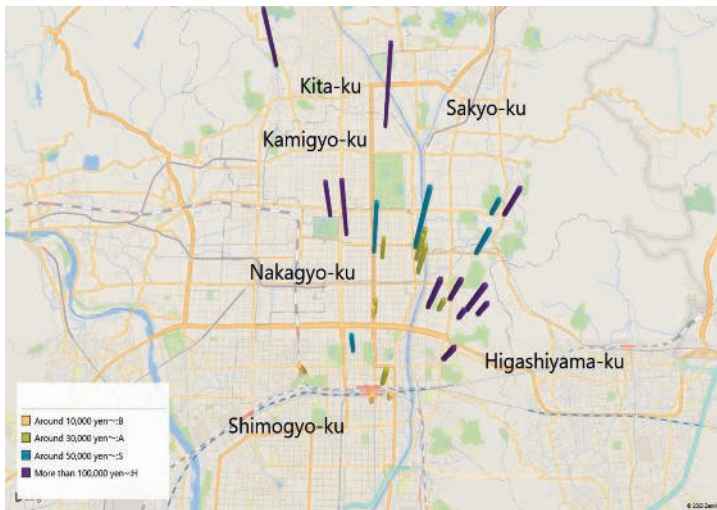 Kita-ku
Sakyo-ku
Kamigyo-ku
Nakagyo-ku
Higashiyama-ku
Shimogyo-ku
Around 10,000 yen~:B
Around 30,000 yen~:A
Around 50,000 yen~:S
More than 100,000 yen~:H